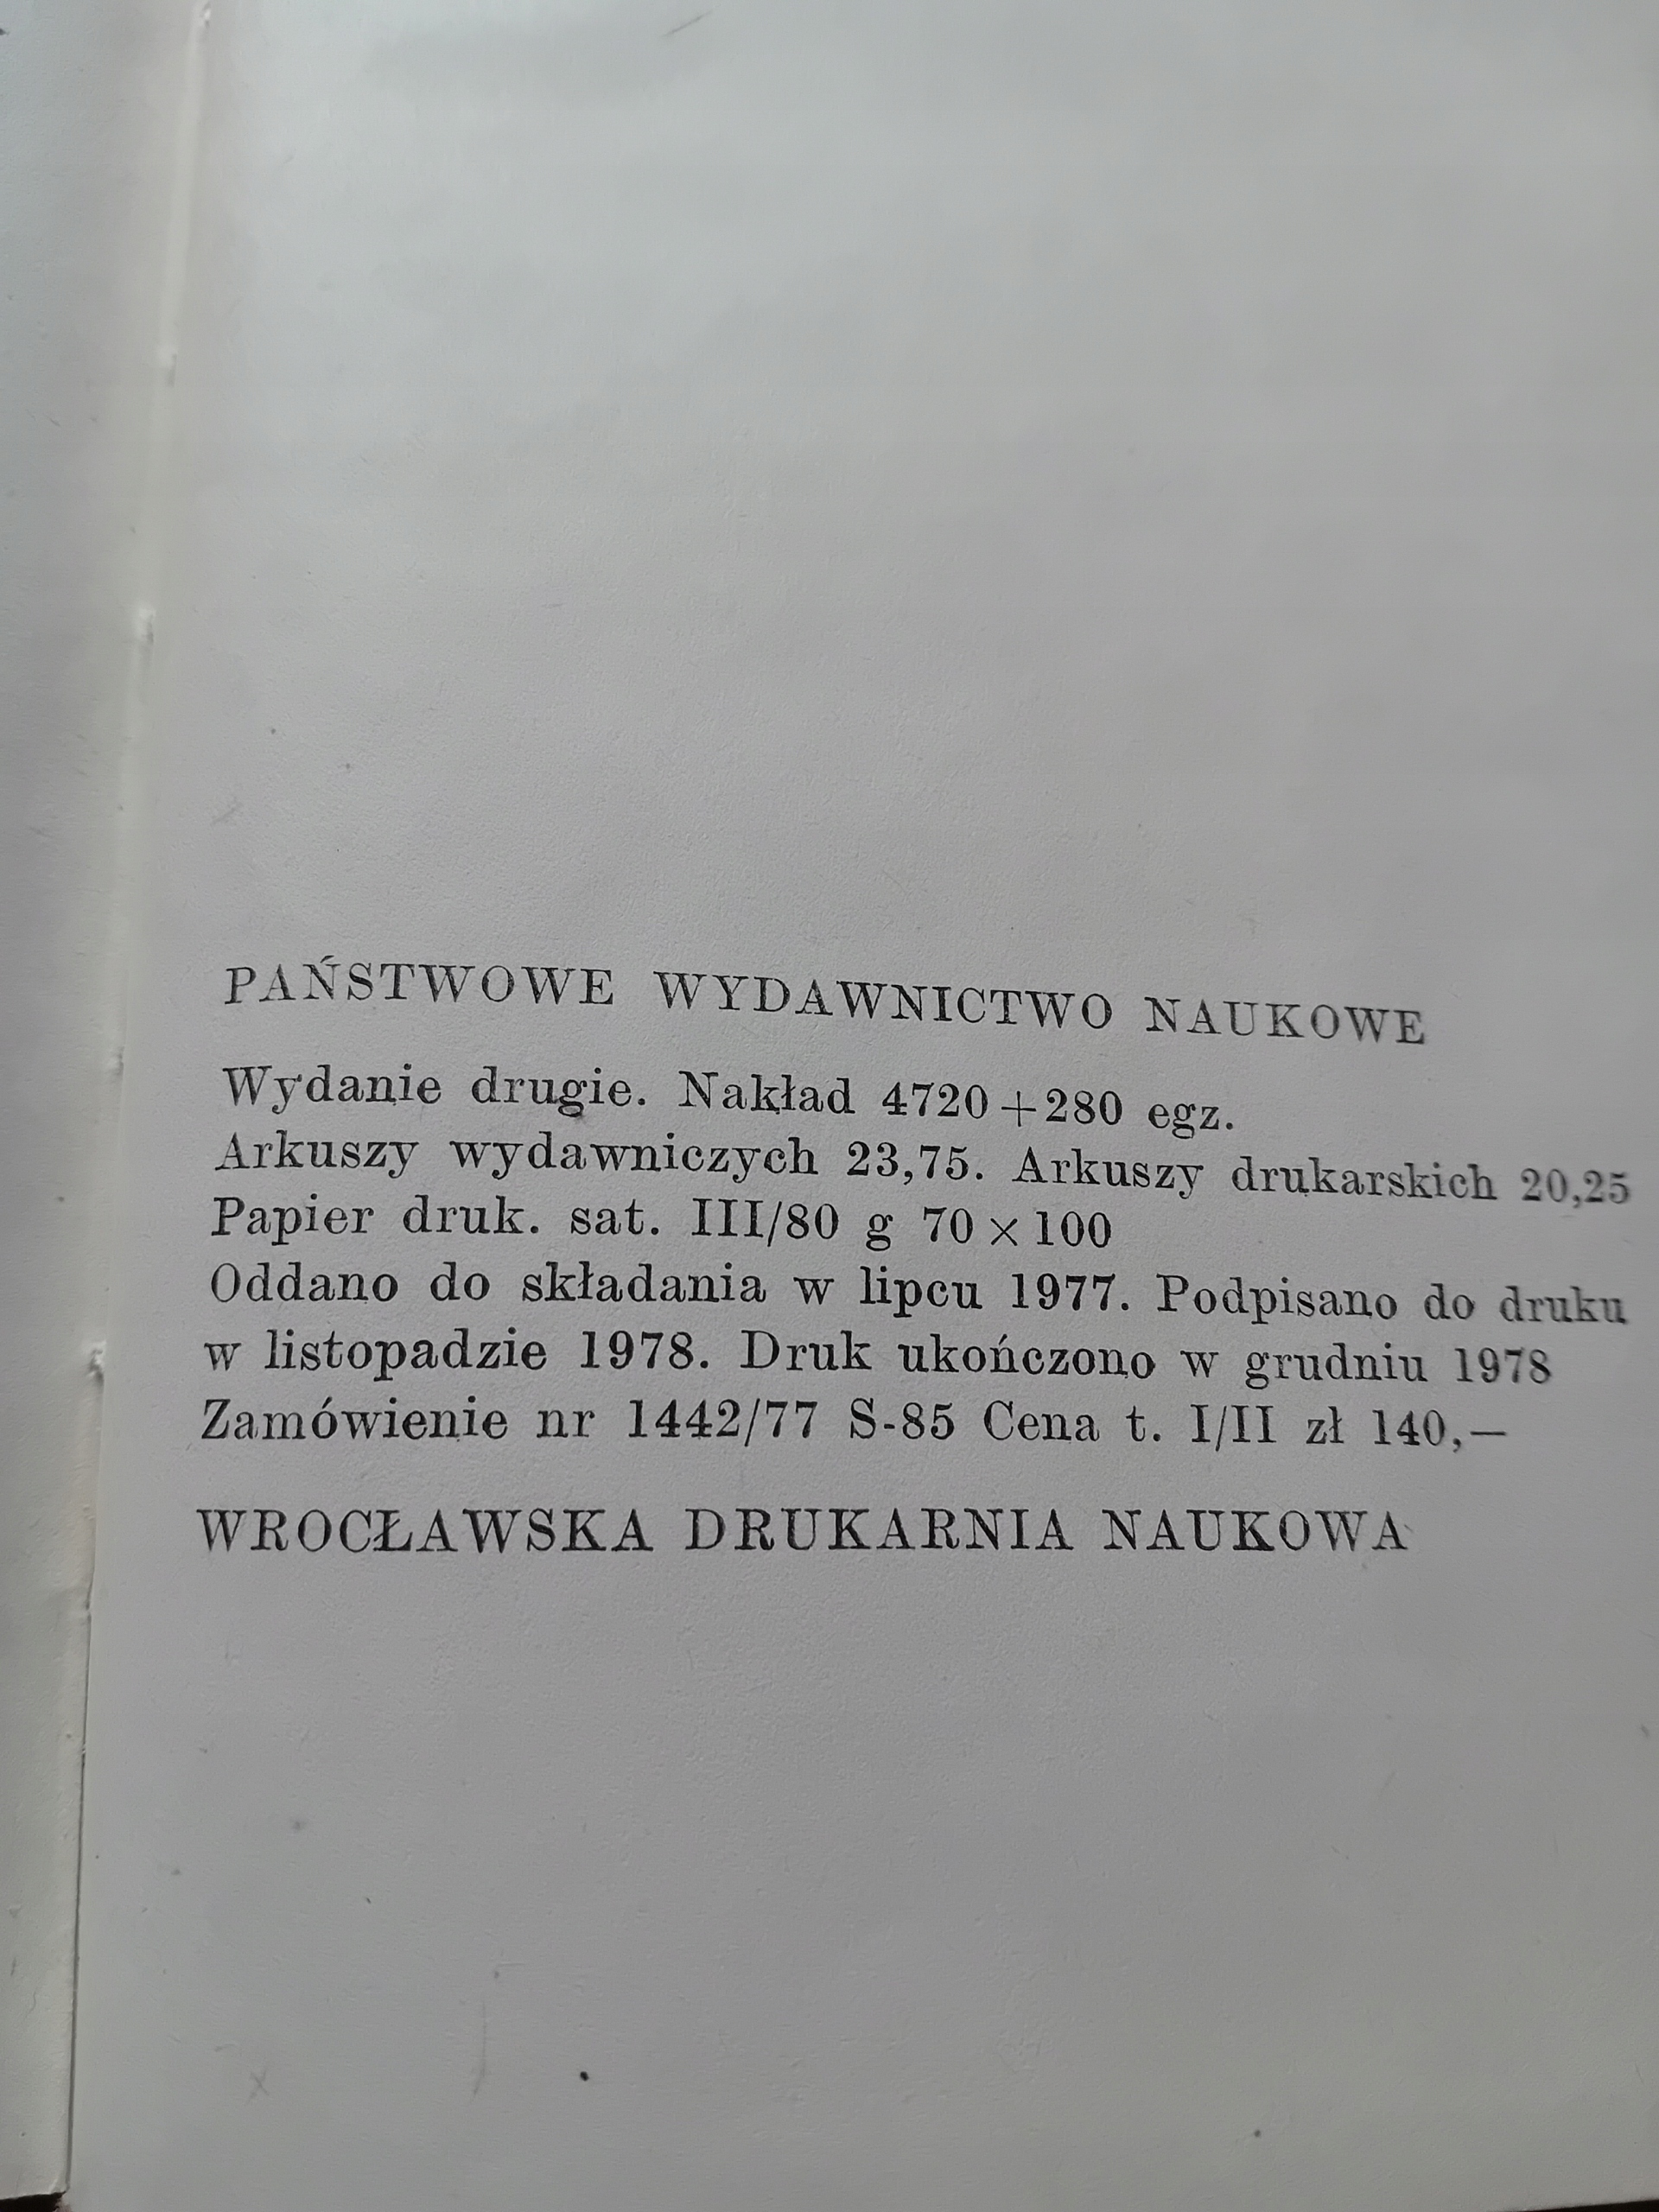 PAŃSTWOWE WYDAWNICTWO NAUKOWE
Wydanie drugie. Nakład 4720+280 egz.
Arkuszy wydawniczych 23,75. Arkuszy drukarskich 20,25
Papier druk. sat. III/80 g 70×100
Oddano do składania w lipcu 1977. Podpisano do druku
w listopadzie 1978. Druk ukończono w grudniu 1978
Zamówienie nr 1442/77 S-85 Cena t. I/II zł 140,—
WROCŁAWSKA DRUKARNIA NAUKOWA